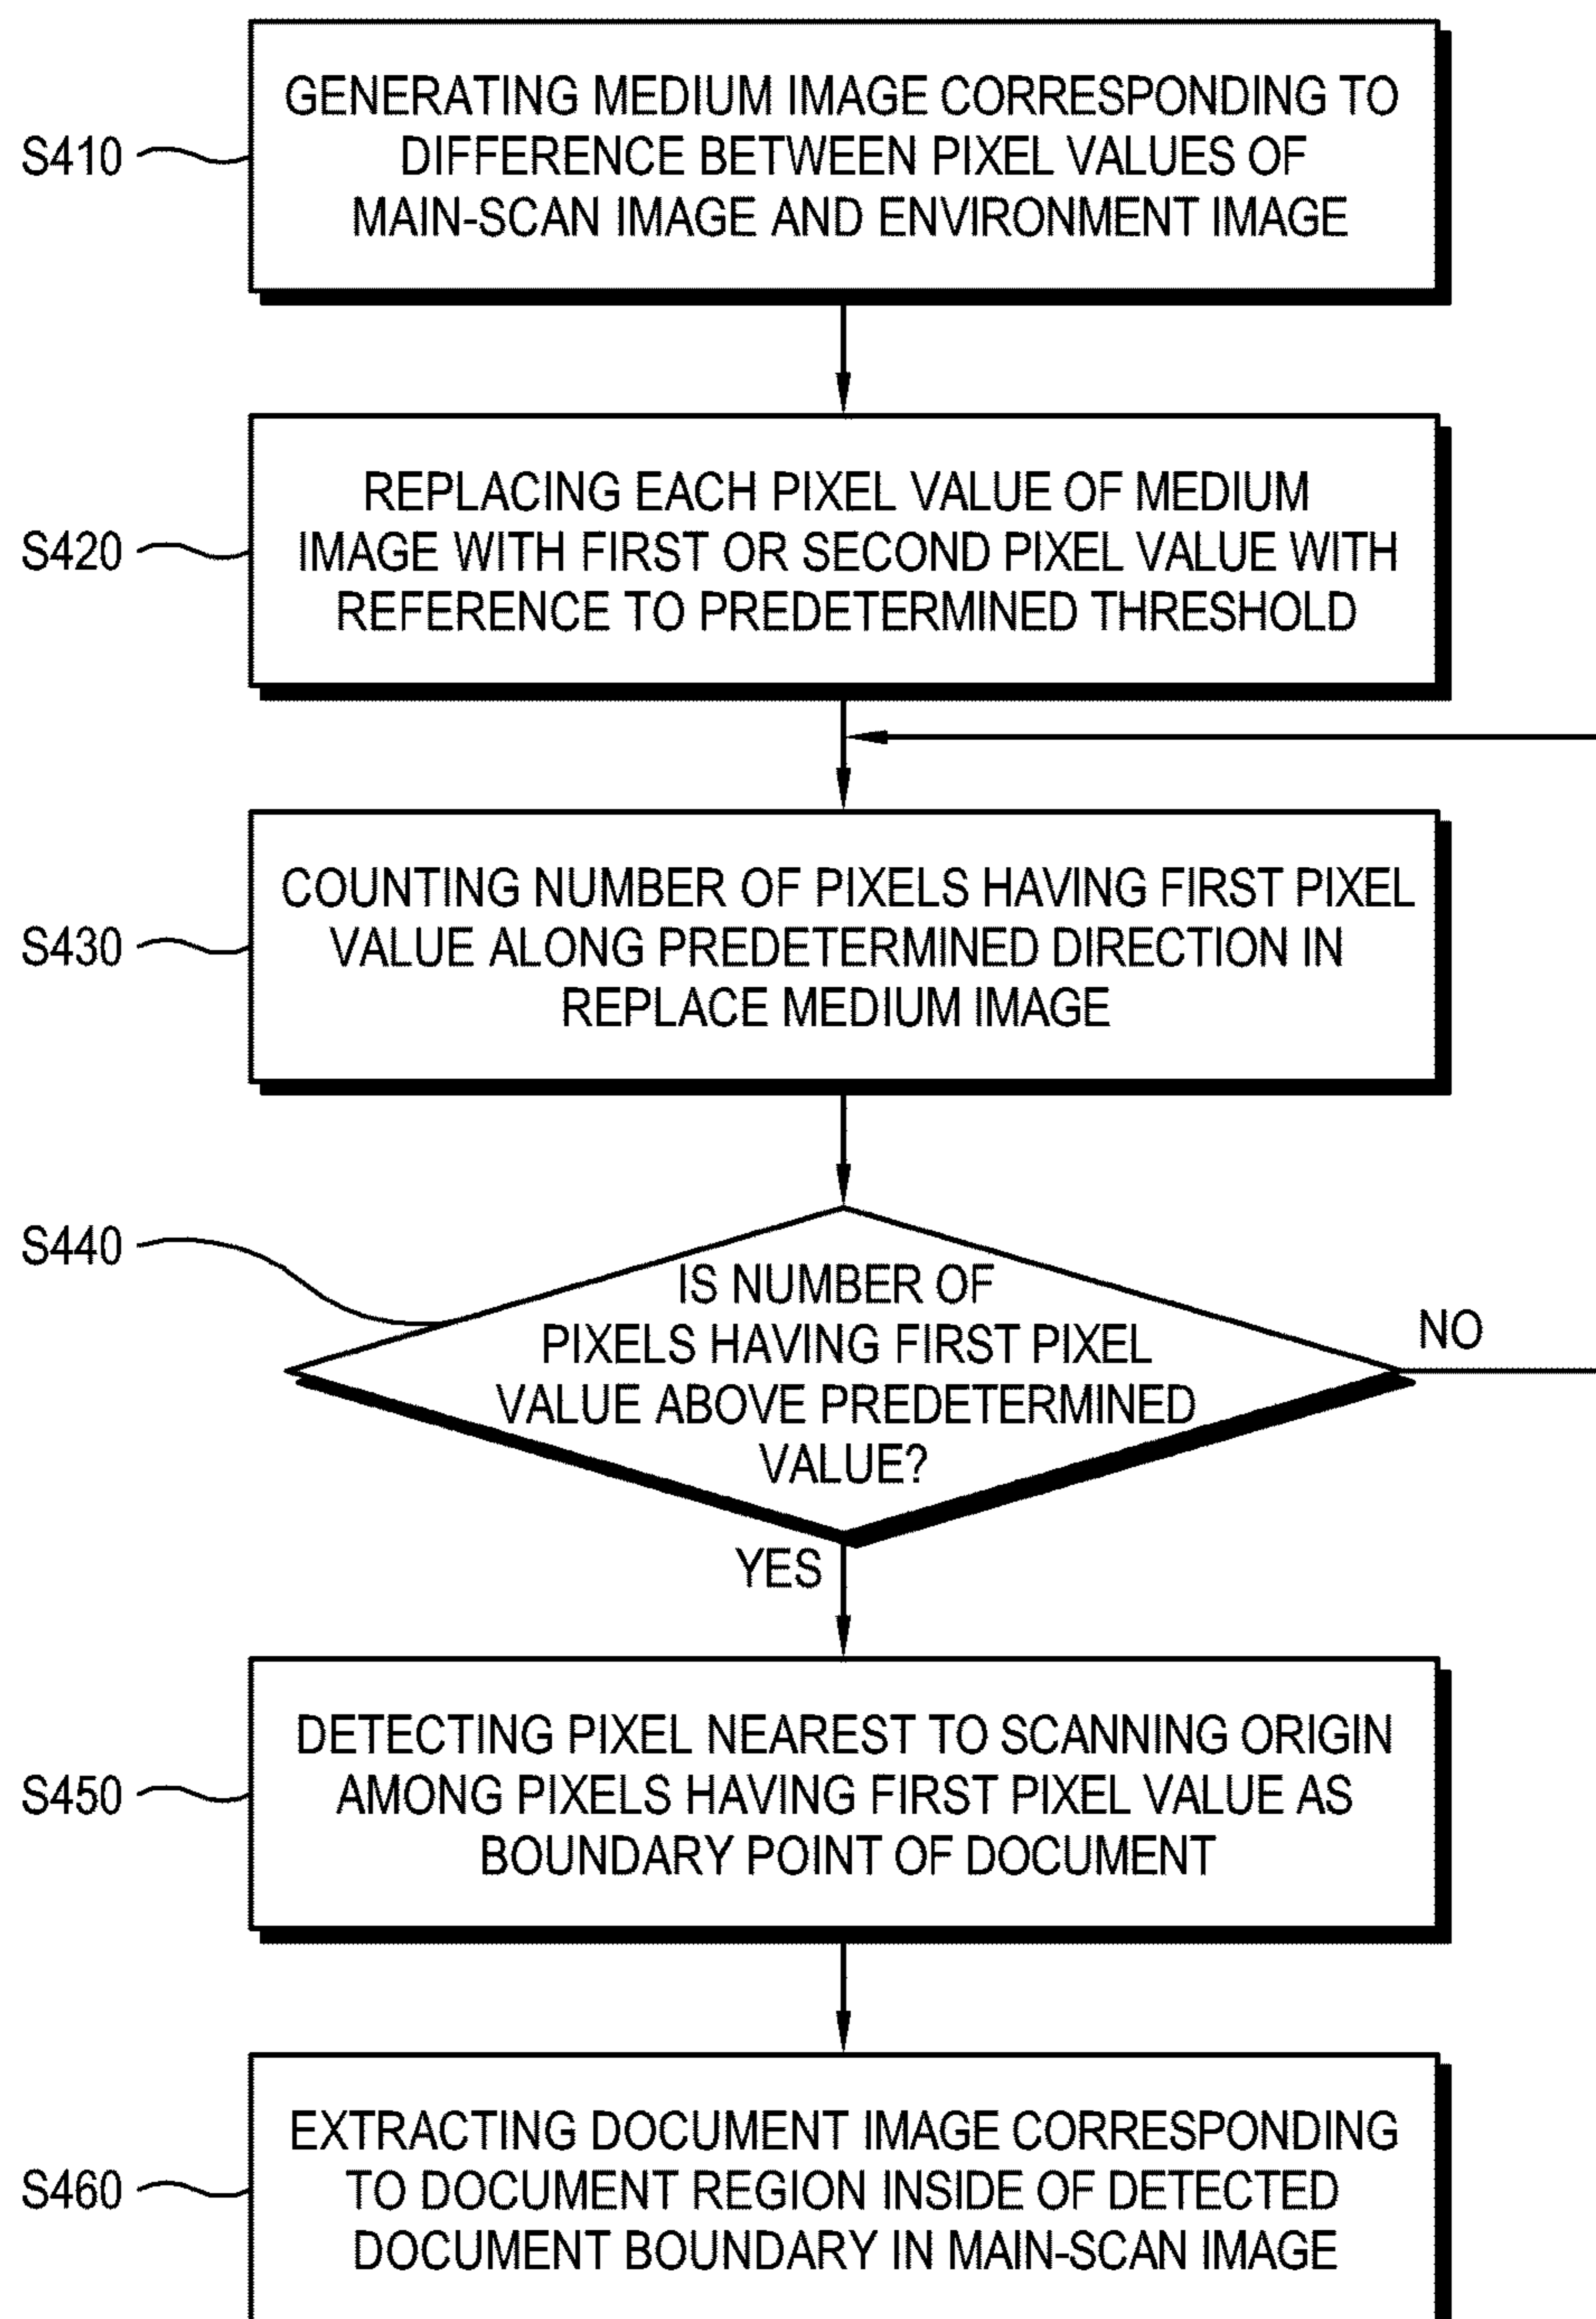 S410
GENERATING MEDIUM IMAGE CORRESPONDING TO
DIFFERENCE BETWEEN PIXEL VALUES OF
MAIN-SCAN IMAGE AND ENVIRONMENT IMAGE
S420
REPLACING EACH PIXEL VALUE OF MEDIUM
IMAGE WITH FIRST OR SECOND PIXEL VALUE WITH
REFERENCE TO PREDETERMINED THRESHOLD
S430
COUNTING NUMBER OF PIXELS HAVING FIRST PIXEL
VALUE ALONG PREDETERMINED DIRECTION IN
REPLACE MEDIUM IMAGE
S440
IS NUMBER OF
PIXELS HAVING FIRST PIXEL
VALUE ABOVE PREDETERMINED
VALUE?
NO
YES
S450
DETECTING PIXEL NEAREST TO SCANNING ORIGIN
AMONG PIXELS HAVING FIRST PIXEL VALUE AS
BOUNDARY POINT OF DOCUMENT
S460
EXTRACTING DOCUMENT IMAGE CORRESPONDING
TO DOCUMENT REGION INSIDE OF DETECTED
DOCUMENT BOUNDARY IN MAIN-SCAN IMAGE